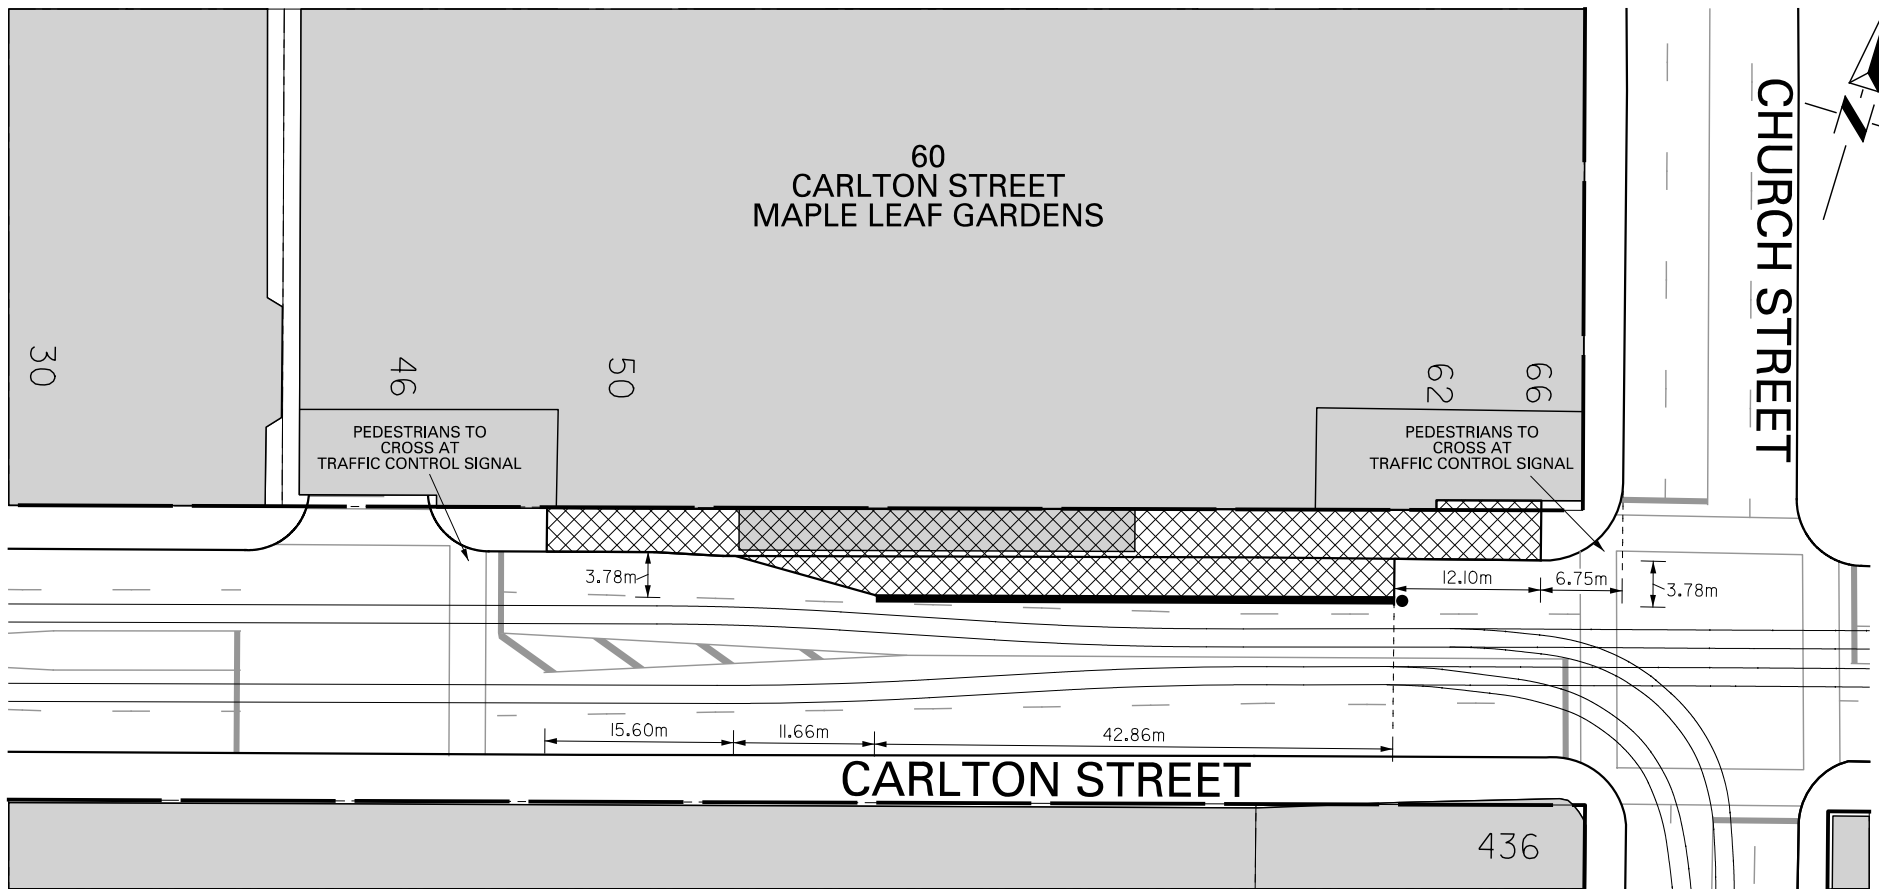 60
CARLTON STREET
MAPLE LEAF GARDENS
CHURCH STREET
N
30
46
50
62
66
PEDESTRIANS TO
CROSS AT
TRAFFIC CONTROL SIGNAL
PEDESTRIANS TO
CROSS AT
TRAFFIC CONTROL SIGNAL
3.78m
12.10m
6.75m
3.78m
15.60m
11.66m
42.86m
CARLTON STREET
436